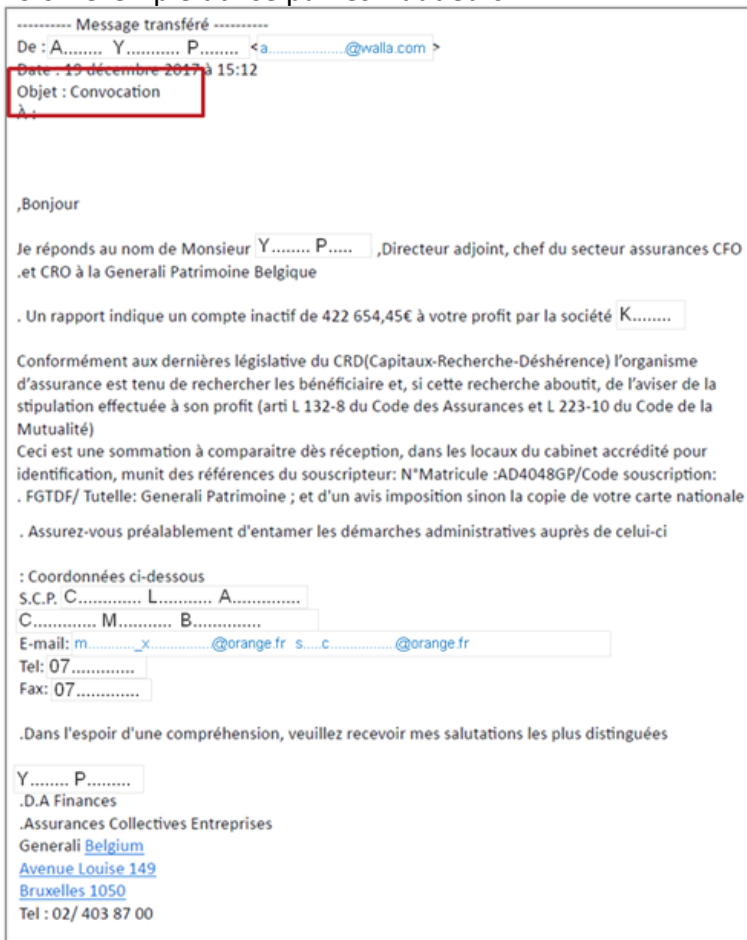 ---------- Message transféré ----------
De : A........ Y........... P........ <a...................@walla.com >
Date : 19 décembre 2017 à 15:12
Objet : Convocation
À :
,Bonjour
Je réponds au nom de Monsieur Y........ P..... ,Directeur adjoint, chef du secteur assurances CFO
.et CRO à la Generali Patrimoine Belgique
. Un rapport indique un compte inactif de 422 654,45€ à votre profit par la société K........
Conformément aux dernières législative du CRD(Capitaux-Recherche-Déshérence) l'organisme
d'assurance est tenu de rechercher les bénéficiaire et, si cette recherche aboutit, de l'aviser de la
stipulation effectuée à son profit (arti L 132-8 du Code des Assurances et L 223-10 du Code de la
Mutualité)
Ceci est une sommation à comparaitre dès réception, dans les locaux du cabinet accrédité pour
identification, munit des références du souscripteur: N°Matricule :AD4048GP/Code souscription:
. FGTDF/ Tutelle: Generali Patrimoine ; et d'un avis imposition sinon la copie de votre carte nationale
. Assurez-vous préalablement d'entamer les démarches administratives auprès de celui-ci
: Coordonnées ci-dessous
S.C.P. C............. L........... A..............
C............. M........... B..............
E-mail: m............_x...............@orange.fr s.....c................@orange.fr
Tel: 07.............
Fax: 07.............
.Dans l'espoir d'une compréhension, veuillez recevoir mes salutations les plus distinguées
Y........ P.........
.D.A Finances
.Assurances Collectives Entreprises
Generali Belgium
Avenue Louise 149
Bruxelles 1050
Tel : 02/ 403 87 00